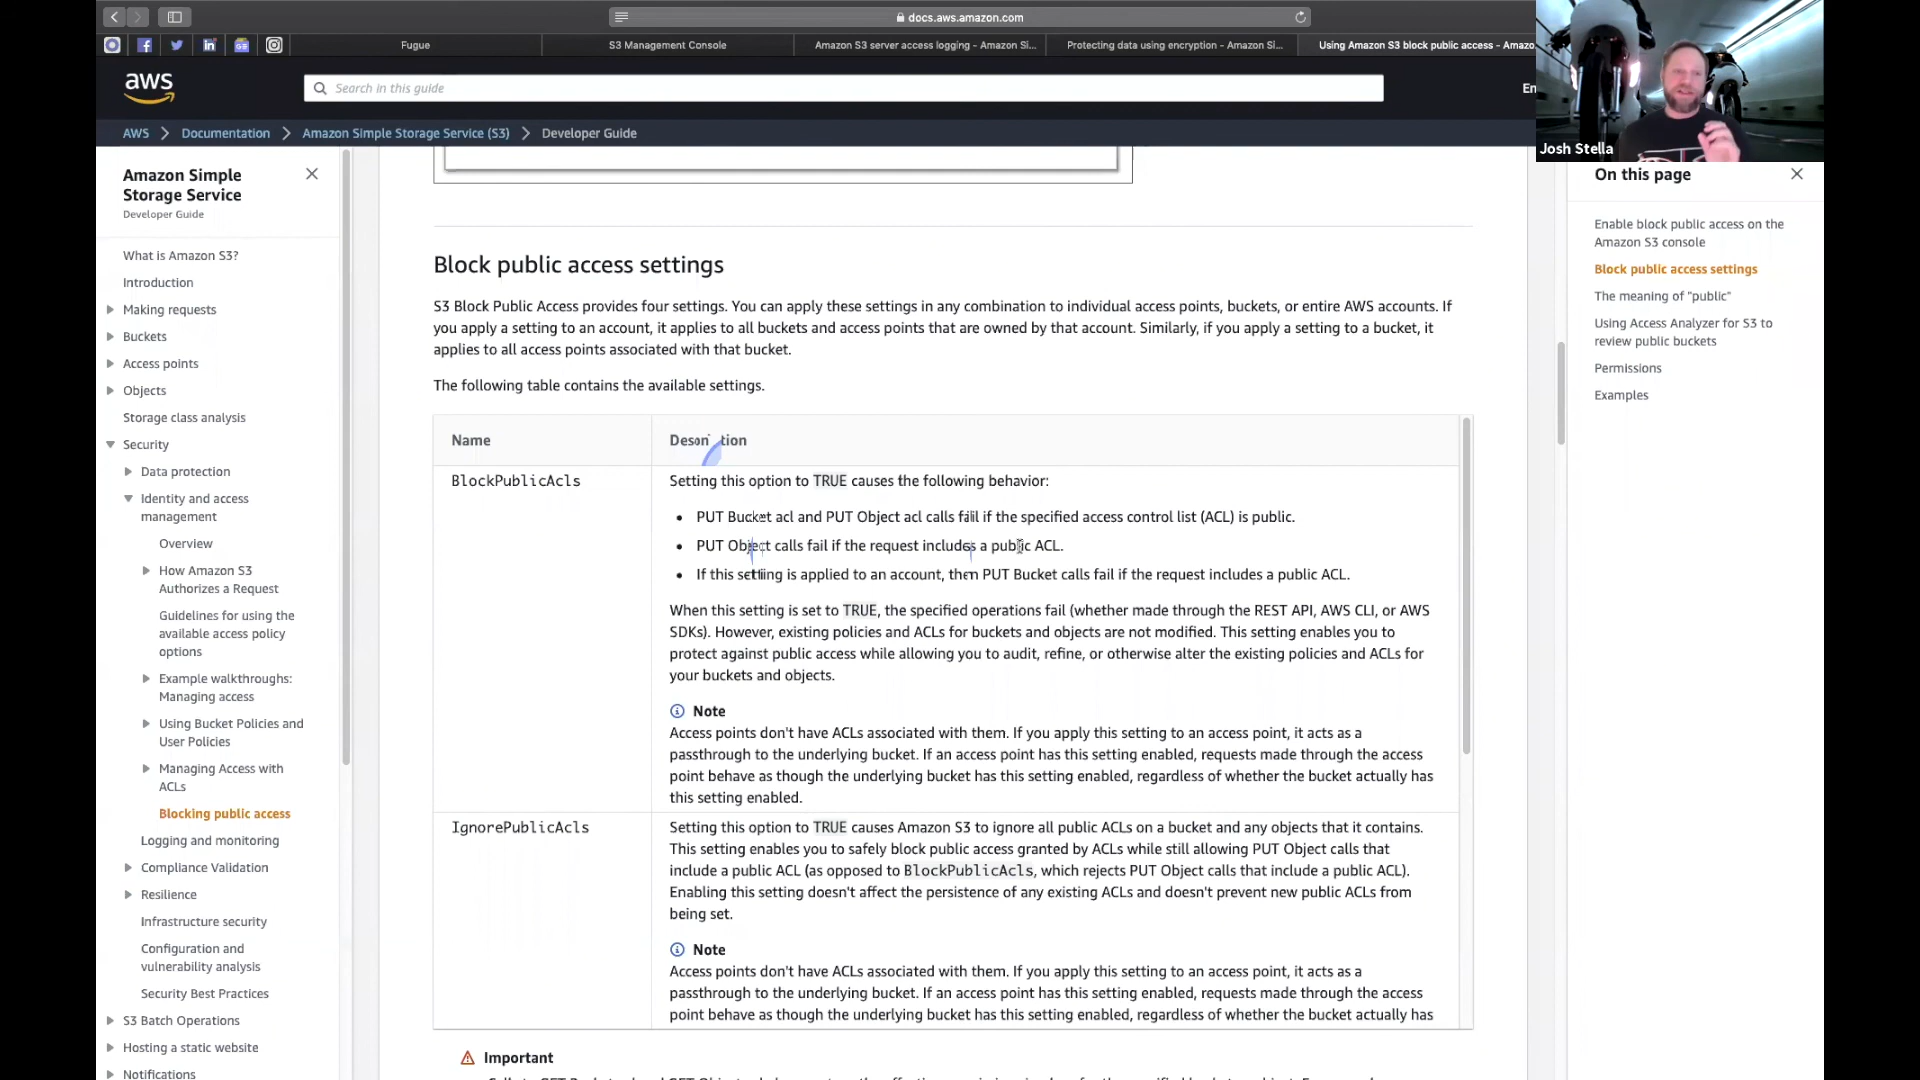 docs.aws.amazon.com
Fugue
S3 Management Console
Amazon S3 server access logging - Amazon Si...
Protecting data using encryption - Amazon Si...
Using Amazon S3 block public access - Amazo
aws
Search in this guide
En
Josh Stella
AWS
Documentation
Amazon Simple Storage Service (S3)
Developer Guide
Amazon Simple
Storage Service
Developer Guide
What is Amazon S3?
Introduction
Making requests
Buckets
Access points
Objects
Storage class analysis
Security
Data protection
Identity and access
management
Overview
How Amazon S3
Authorizes a Request
Guidelines for using the
available access policy
options
Example walkthroughs:
Managing access
Using Bucket Policies and
User Policies
Managing Access with
ACLs
Blocking public access
Logging and monitoring
Compliance Validation
Resilience
Infrastructure security
Configuration and
vulnerability analysis
Security Best Practices
S3 Batch Operations
Hosting a static website
Notifications
Block public access settings
S3 Block Public Access provides four settings. You can apply these settings in any combination to individual access points, buckets, or entire AWS accounts. If
you apply a setting to an account, it applies to all buckets and access points that are owned by that account. Similarly, if you apply a setting to a bucket, it
applies to all access points associated with that bucket.
The following table contains the available settings.
Name
Description
BlockPublicAcls
Setting this option to TRUE causes the following behavior:
PUT Bucket acl and PUT Object acl calls fail if the specified access control list (ACL) is public.
PUT Object calls fail if the request includes a public ACL.
If this setting is applied to an account, then PUT Bucket calls fail if the request includes a public ACL.
When this setting is set to TRUE, the specified operations fail (whether made through the REST API, AWS CLI, or AWS
SDKs). However, existing policies and ACLs for buckets and objects are not modified. This setting enables you to
protect against public access while allowing you to audit, refine, or otherwise alter the existing policies and ACLs for
your buckets and objects.
Note
Access points don't have ACLs associated with them. If you apply this setting to an access point, it acts as a
passthrough to the underlying bucket. If an access point has this setting enabled, requests made through the access
point behave as though the underlying bucket has this setting enabled, regardless of whether the bucket actually has
this setting enabled.
IgnorePublicAcls
Setting this option to TRUE causes Amazon S3 to ignore all public ACLs on a bucket and any objects that it contains.
This setting enables you to safely block public access granted by ACLs while still allowing PUT Object calls that
include a public ACL (as opposed to BlockPublicAcls, which rejects PUT Object calls that include a public ACL).
Enabling this setting doesn't affect the persistence of any existing ACLs and doesn't prevent new public ACLs from
being set.
Note
Access points don't have ACLs associated with them. If you apply this setting to an access point, it acts as a
passthrough to the underlying bucket. If an access point has this setting enabled, requests made through the access
point behave as though the underlying bucket has this setting enabled, regardless of whether the bucket actually has
Important
On this page
Enable block public access on the
Amazon S3 console
Block public access settings
The meaning of "public"
Using Access Analyzer for S3 to
review public buckets
Permissions
Examples